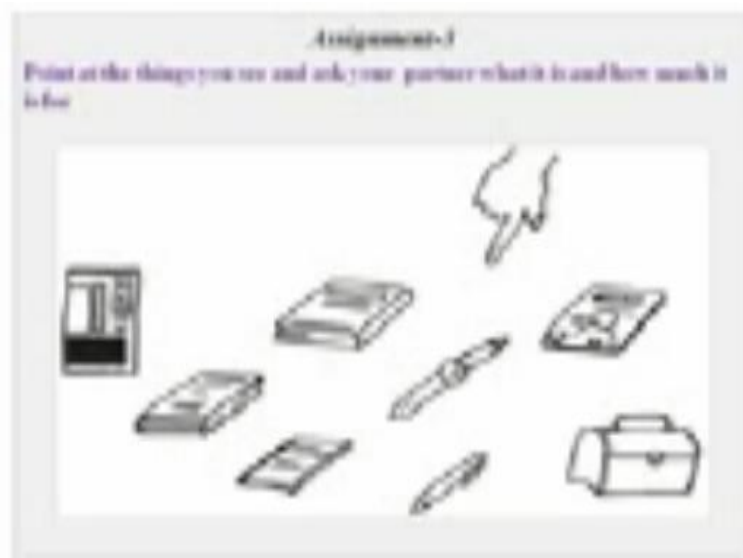 Assignment-3
Point at the things you see and ask your partner what it is and how much it
is for